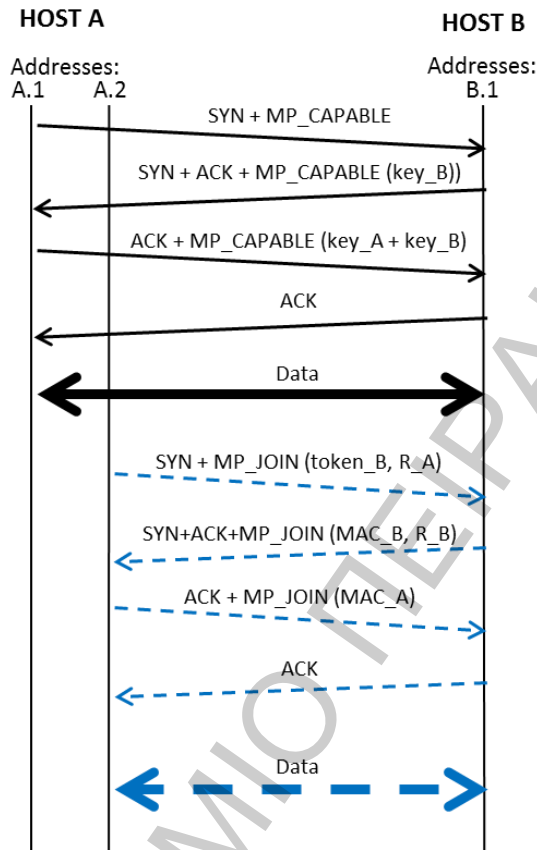 HOST A
HOST B
Addresses:
Addresses:
A.1 A.2
B.1
SYN + MP_CAPABLE
SYN + ACK + MP_CAPABLE (key_B))
ACK + MP_CAPABLE (key_A + key_B)
ACK
Data
SYN + MP_JOIN (token_B, R_A)
SYN+ACK+MP_JOIN (MAC_B, R_B)
ACK + MP_JOIN (MAC_A)
ACK
Data